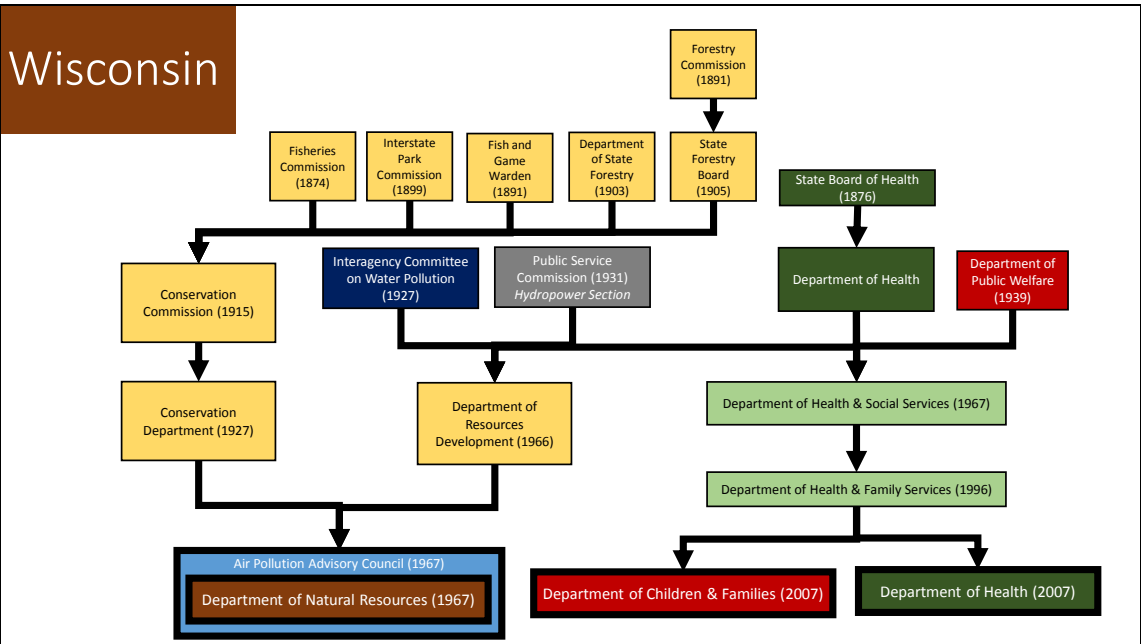 Wisconsin
Forestry
Commission
(1891)
Fisheries
Commission
(1874)
Interstate
Park
Commission
(1899)
Fish and
Game
Warden
(1891)
Department
of State
Forestry
(1903)
State
Forestry
Board
(1905)
State Board of Health
(1876)
Conservation
Commission (1915)
Interagency Committee
on Water Pollution
(1927)
Public Service
Commission (1931)
Hydropower Section
Department of Health
Department of
Public Welfare
(1939)
Conservation
Department (1927)
Department of
Resources
Development (1966)
Department of Health & Social Services (1967)
Department of Health & Family Services (1996)
Air Pollution Advisory Council (1967)
Department of Natural Resources (1967)
Department of Children & Families (2007)
Department of Health (2007)